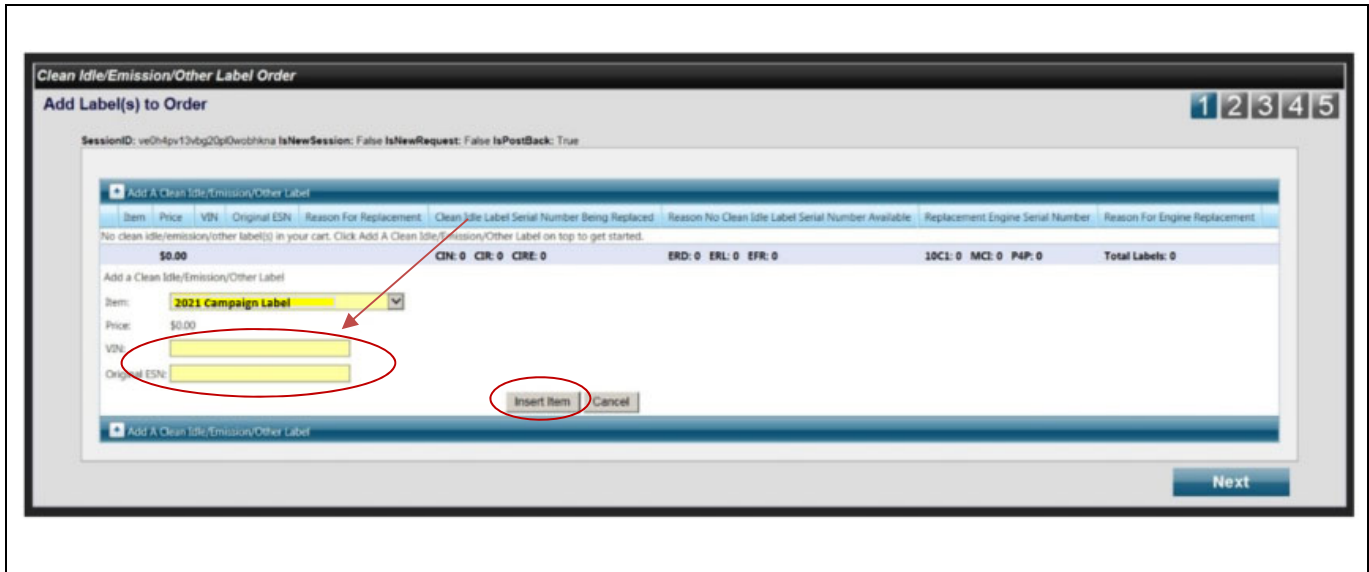 Clean Idle/Emission/Other Label Order
Add Label(s) to Order
1 2 3 4 5
SessionID: ve0h4pv13vbg20pl0wobhkna IsNewSession: False IsNewRequest: False IsPostBack: True
Add A Clean Idle/Emission/Other Label
Item Price VIN Original ESN Reason For Replacement Clean Idle Label Serial Number Being Replaced Reason No Clean Idle Label Serial Number Available Replacement Engine Serial Number Reason For Engine Replacement
No clean idle/emission/other label(s) in your cart. Click Add A Clean Idle/Emission/Other Label on top to get started.
$0.00 CIN: 0 CIR: 0 CIRE: 0 ERD: 0 ERL: 0 EFR: 0 10C1: 0 MCI: 0 P4P: 0 Total Labels: 0
Add a Clean Idle/Emission/Other Label
Item: 2021 Campaign Label
Price: $0.00
VIN:
Original ESN:
Insert Item Cancel
Add A Clean Idle/Emission/Other Label
Next